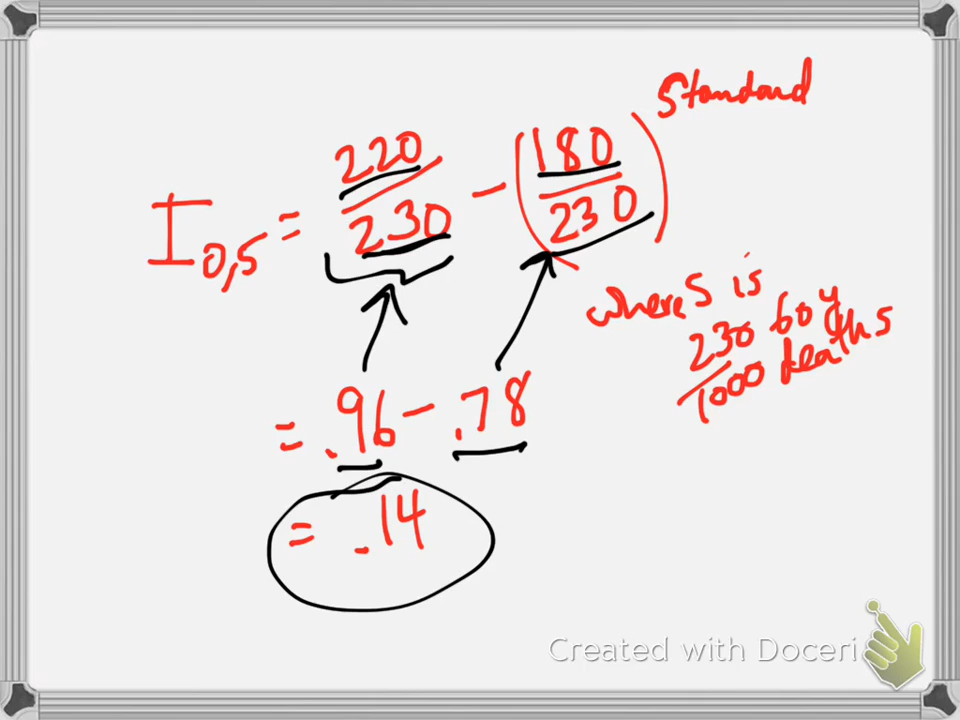 I0,5 = 220/230 - (180/230) Standard
where S is
230/1000 60y deaths
= .96 - .78
= .14
Created with Doceri